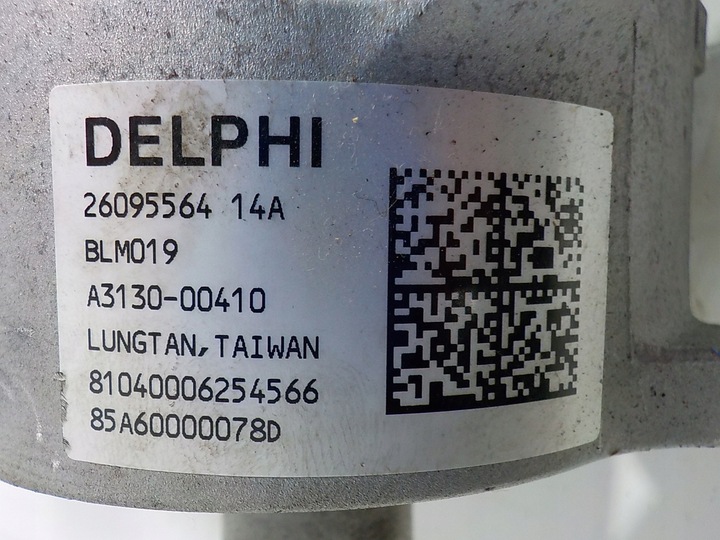 DELPHI
26095564 14A
BLM019
A3130-00410
LUNGTAN, TAIWAN
81040006254566
85A60000078D